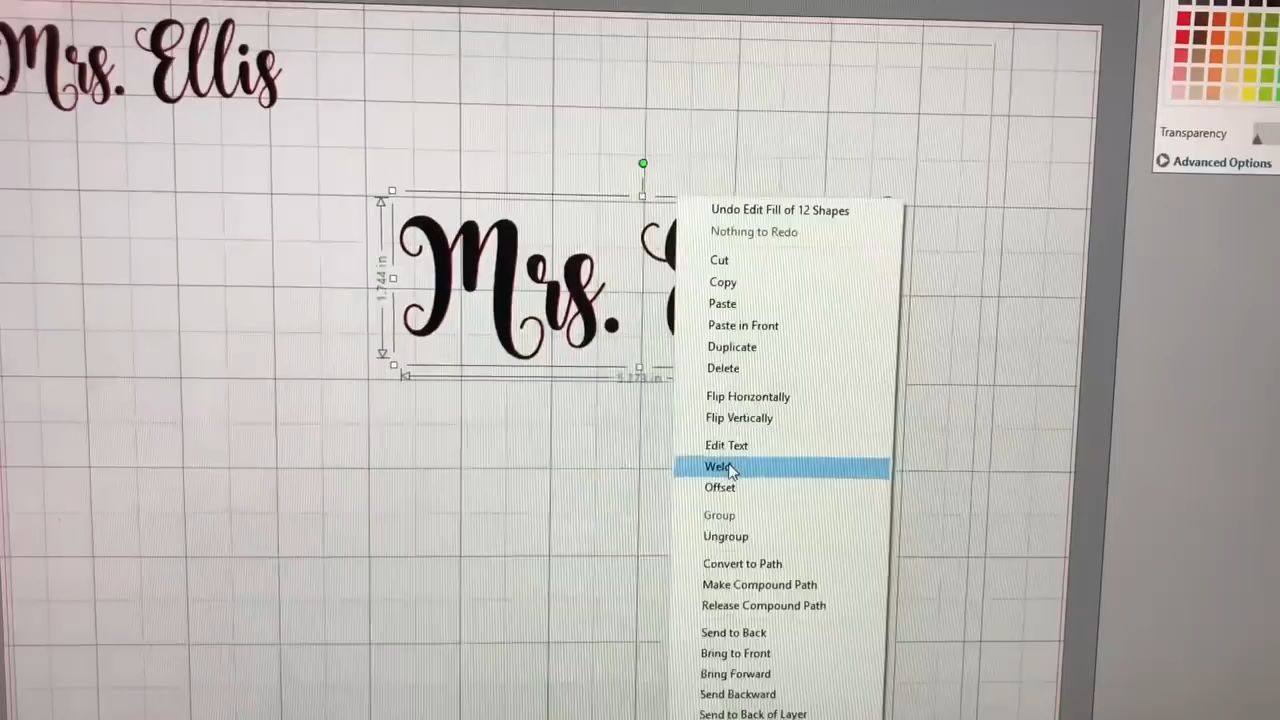 Mrs. Ellis
Transparency
Advanced Options
1.744 in
Mrs.
Undo Edit Fill of 12 Shapes
Nothing to Redo
Cut
Copy
Paste
Paste in Front
Duplicate
Delete
Flip Horizontally
Flip Vertically
Edit Text
Weld
Offset
Group
Ungroup
Convert to Path
Make Compound Path
Release Compound Path
Send to Back
Bring to Front
Bring Forward
Send Backward
Send to Back of Layer